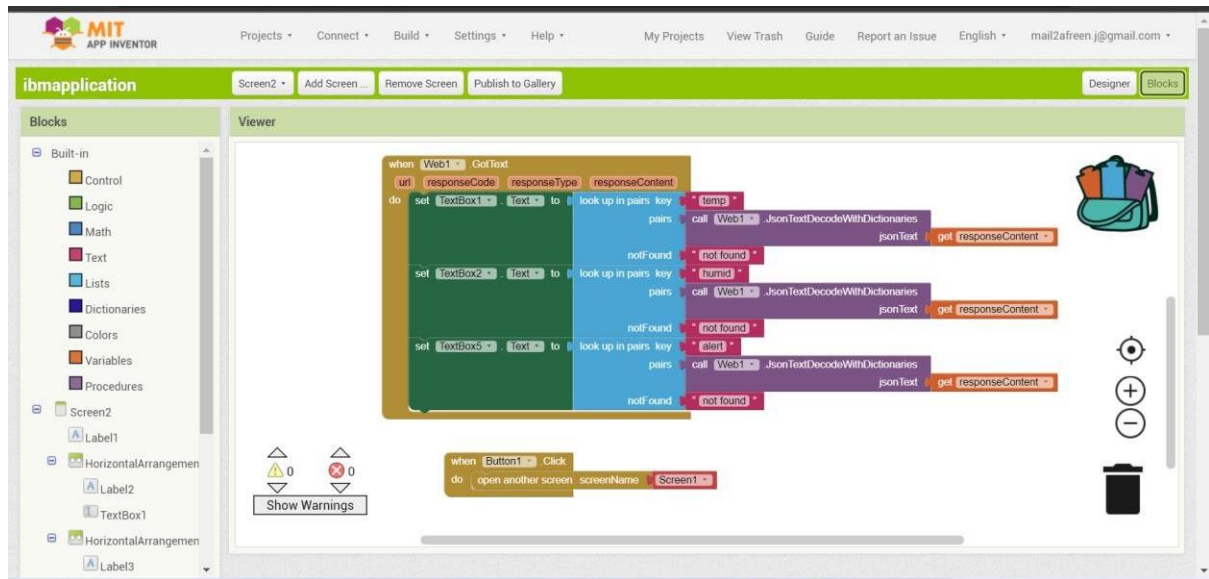 MIT
APP INVENTOR
Projects Connect Build Settings Help My Projects View Trash Guide Report an Issue English mail2afreen.j@gmail.com
ibmapplication Screen2 Add Screen ... Remove Screen Publish to Gallery Designer Blocks
Blocks Viewer
Built-in
Control
Logic
Math
Text
Lists
Dictionaries
Colors
Variables
Procedures
Screen2
Label1
HorizontalArrangemen
Label2
TextBox1
HorizontalArrangemen
Label3
when Web1 .GotText
url responseCode responseType responseContent
do set TextBox1 . Text to look up in pairs key " temp "
pairs call Web1 .JsonTextDecodeWithDictionaries
jsonText get responseContent
notFound " not found "
set TextBox2 . Text to look up in pairs key " humid "
pairs call Web1 .JsonTextDecodeWithDictionaries
jsonText get responseContent
notFound " not found "
set TextBox5 . Text to look up in pairs key " alert "
pairs call Web1 .JsonTextDecodeWithDictionaries
jsonText get responseContent
notFound " not found "
when Button1 .Click
do open another screen screenName Screen1
0 0
Show Warnings